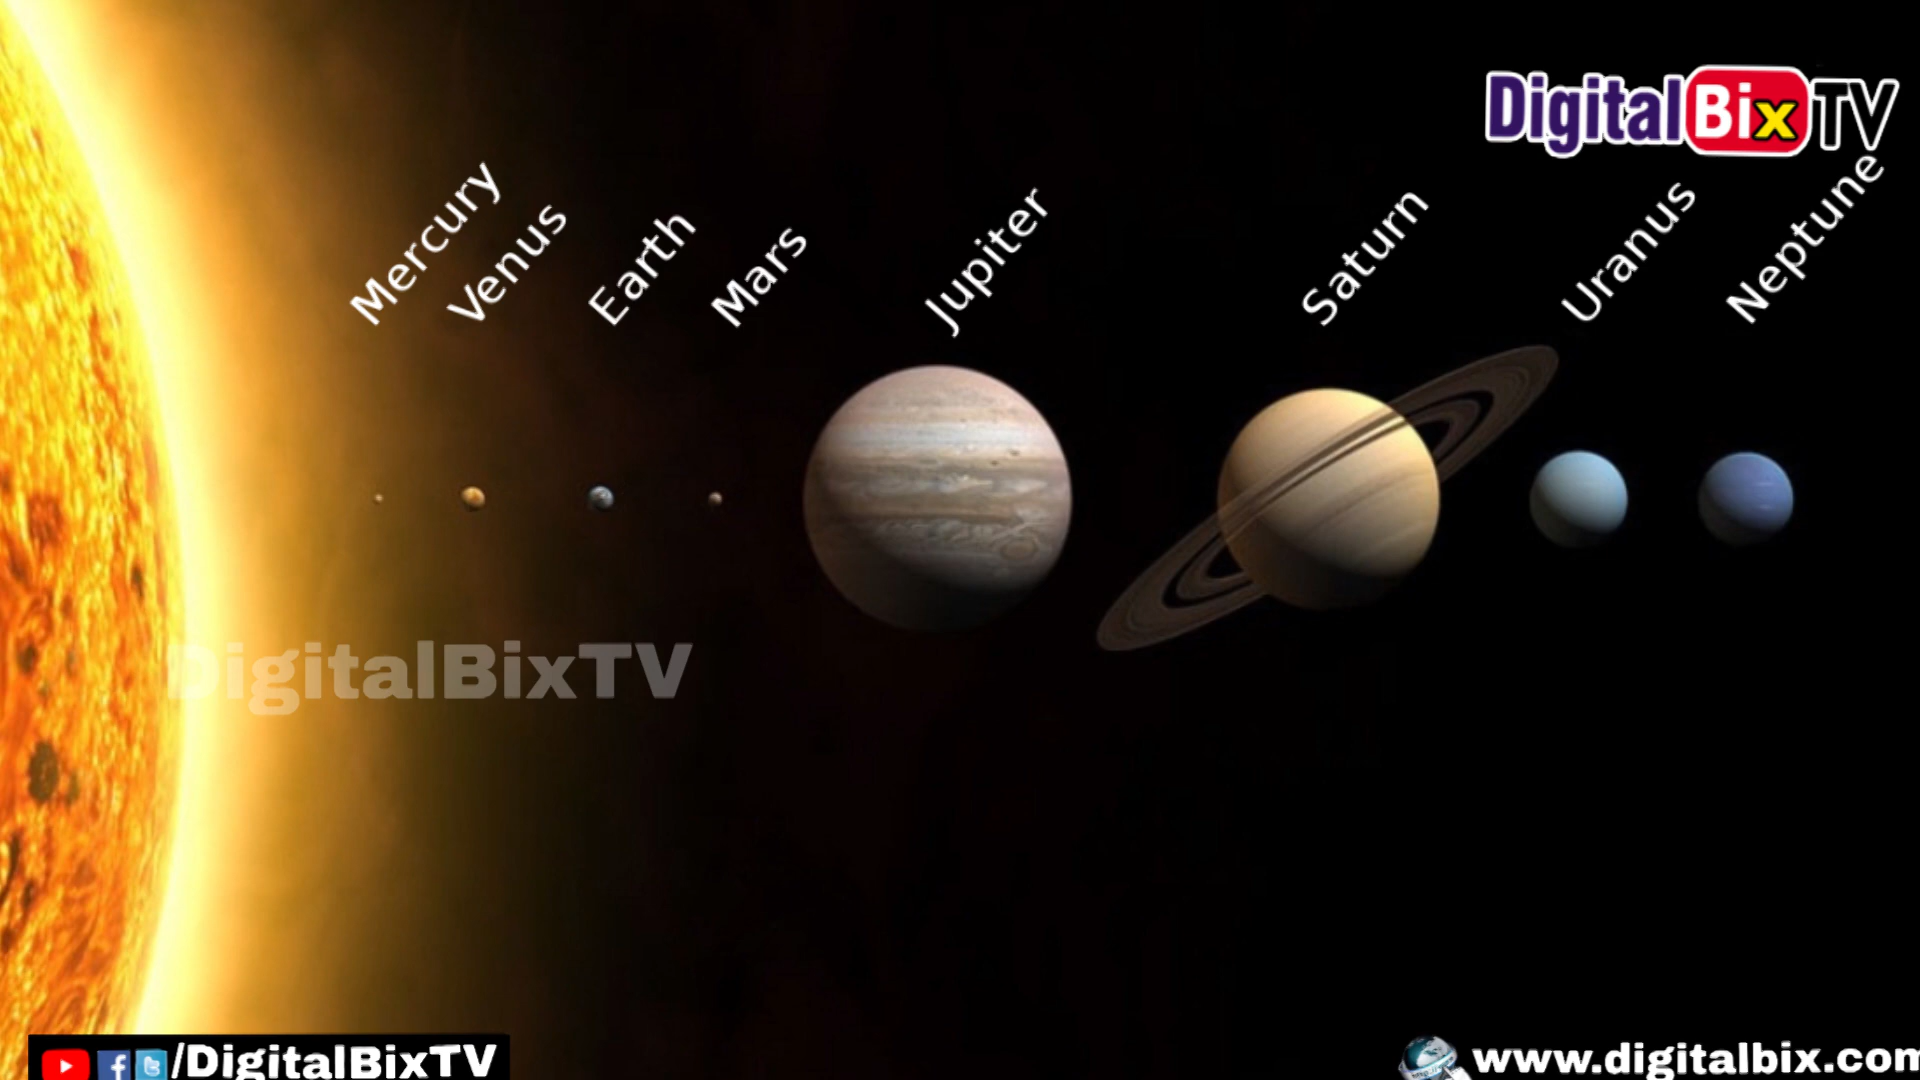 DigitalBixTV
Mercury
Venus
Earth
Mars
Jupiter
Saturn
Uranus
Neptune
DigitalBixTV
/DigitalBixTV
www.digitalbix.com